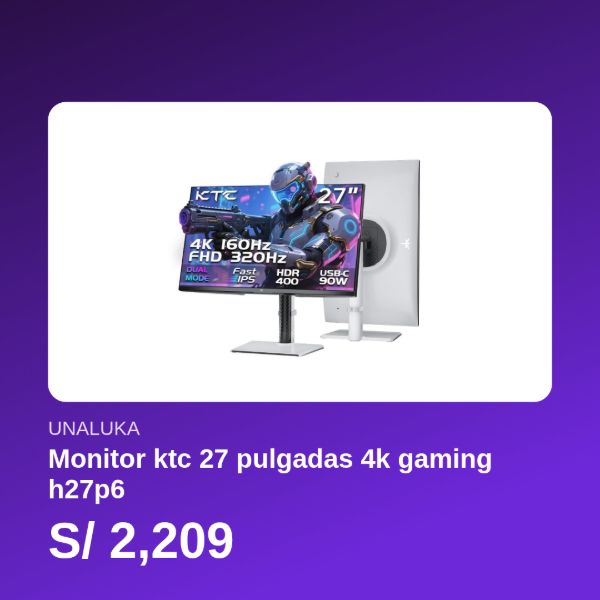 KTC 27"
4K 160Hz
FHD 320Hz
DUAL MODE Fast IPS HDR 400 USB-C 90W
UNALUKA
Monitor ktc 27 pulgadas 4k gaming
h27p6
S/ 2,209